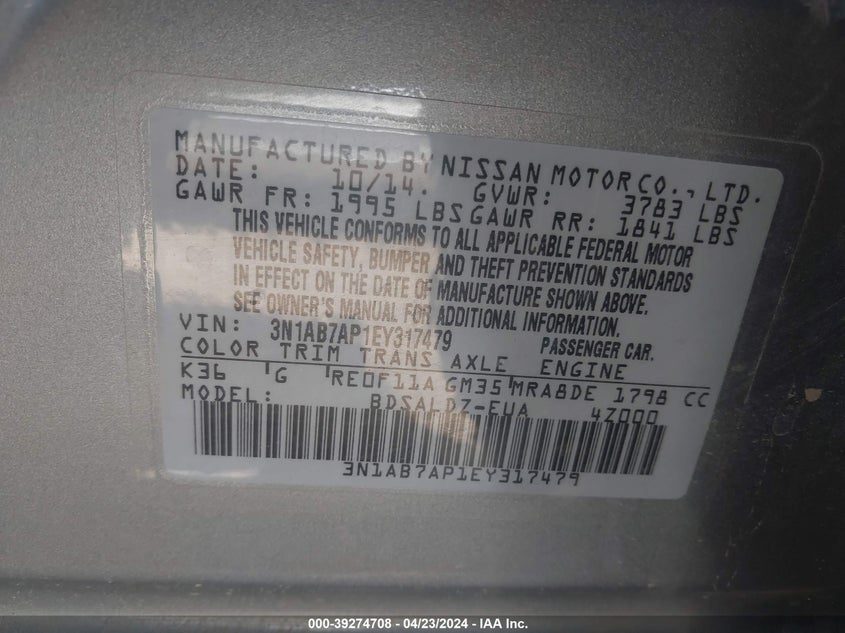 MANUFACTURED BY NISSAN MOTOR CO., LTD.
DATE: 10/14. GVWR: 3783 LBS
GAWR FR: 1995 LBS GAWR RR: 1841 LBS
THIS VEHICLE CONFORMS TO ALL APPLICABLE FEDERAL MOTOR
VEHICLE SAFETY, BUMPER AND THEFT PREVENTION STANDARDS
IN EFFECT ON THE DATE OF MANUFACTURE SHOWN ABOVE.
SEE OWNER'S MANUAL FOR ADDITIONAL INFORMATION.
VIN: 3N1AB7AP1EY317479 PASSENGER CAR.
COLOR TRIM TRANS AXLE ENGINE
K36 G RE0F11A GM35 MRA8DE 1798 CC
MODEL: BDSALDZ-EUA 4Z000
3N1AB7AP1EY317479
000-39274708 - 04/23/2024 - IAA Inc.